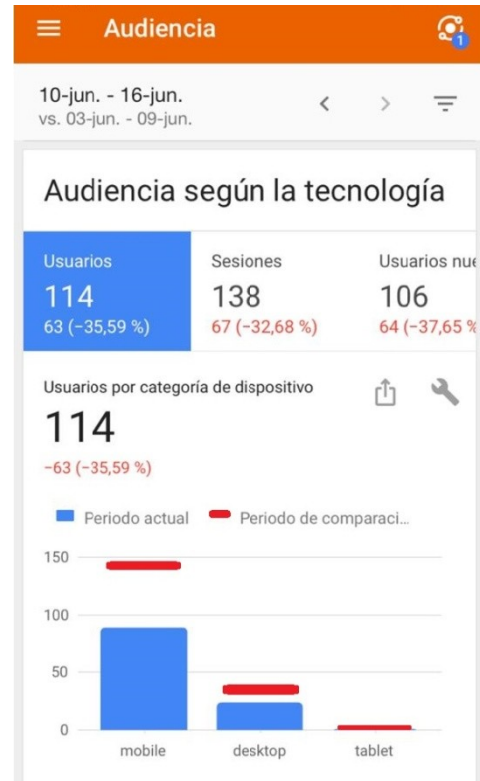 Audiencia
1
10-jun. - 16-jun.
vs. 03-jun. - 09-jun.
Audiencia según la tecnología
Usuarios Sesiones Usuarios nue
114 138 106
63 (-35,59 %) 67 (-32,68 %) 64 (-37,65 %
Usuarios por categoría de dispositivo
114
-63 (-35,59 %)
Periodo actual Periodo de comparaci...
150
100
50
0
mobile desktop tablet